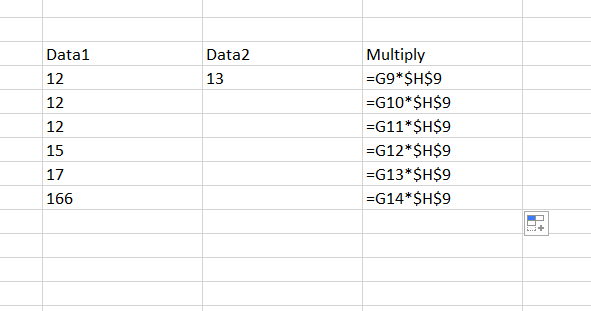 Data1 Data2 Multiply
12 13 =G9*$H$9
12 =G10*$H$9
12 =G11*$H$9
15 =G12*$H$9
17 =G13*$H$9
166 =G14*$H$9